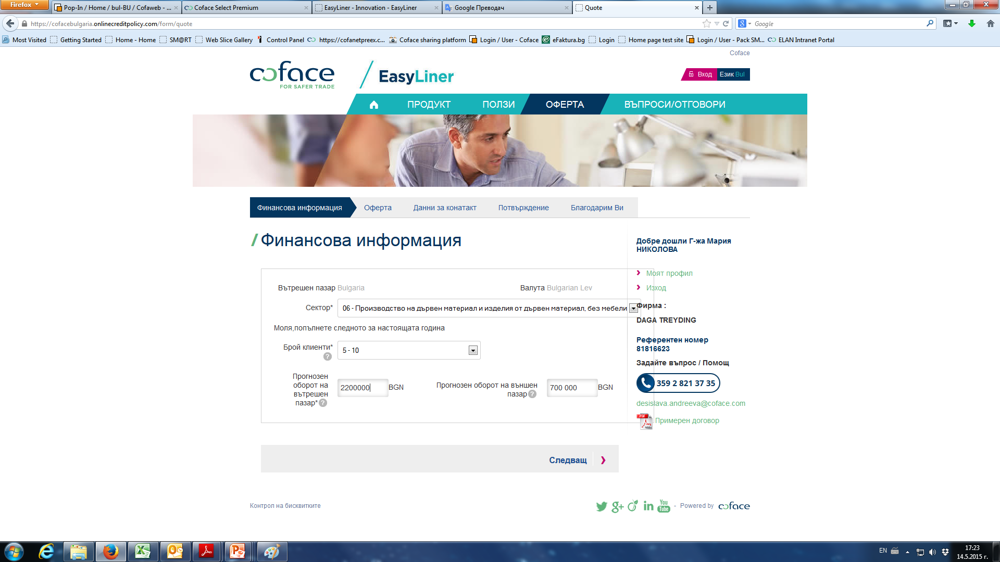 Firefox
Pop-In / Home / bul-BU / Cofaweb - ...
Coface Select Premium
EasyLiner - Innovation - EasyLiner
Google Преводач
Quote
https://cofacebulgaria.onlinecreditpolicy.com/form/quote
Google
Most Visited
Getting Started
Home - Home
SM@RT
Web Slice Gallery
Control Panel
https://cofanetpreex.c...
Coface sharing platform
Login / User - Coface
eFaktura.bg
Login
Home page test site
Login / User - Pack SM...
ELAN Intranet Portal
Coface
coface
FOR SAFER TRADE
EasyLiner
Вход
Език Bul
ПРОДУКТ
ПОЛЗИ
ОФЕРТА
ВЪПРОСИ/ОТГОВОРИ
Финансова информация
Оферта
Данни за конатакт
Потвърждение
Благодарим Ви
/ Финансова информация
Вътрешен пазар Bulgaria
Валута Bulgarian Lev
Сектор*
06 - Производство на дървен материал и изделия от дървен материал, без мебели
Моля,попълнете следното за настоящата година
Брой клиенти*
?
5 - 10
Прогнозен
оборот на
вътрешен
пазар* ?
2200000 BGN
Прогнозен оборот на външен
пазар ?
700 000 BGN
Следващ
Добре дошли Г-жа Мария
НИКОЛОВА
Моят профил
Изход
Фирма :
DAGA TREYDING
Референтен номер
81816623
Задайте въпрос / Помощ
359 2 821 37 35
desislava.andreeva@coface.com
PDF
Adobe
Примерен договор
Контрол на бисквитките
g+
in
You
Tube
- Powered by coface
EN
17:23
14.5.2015 г.